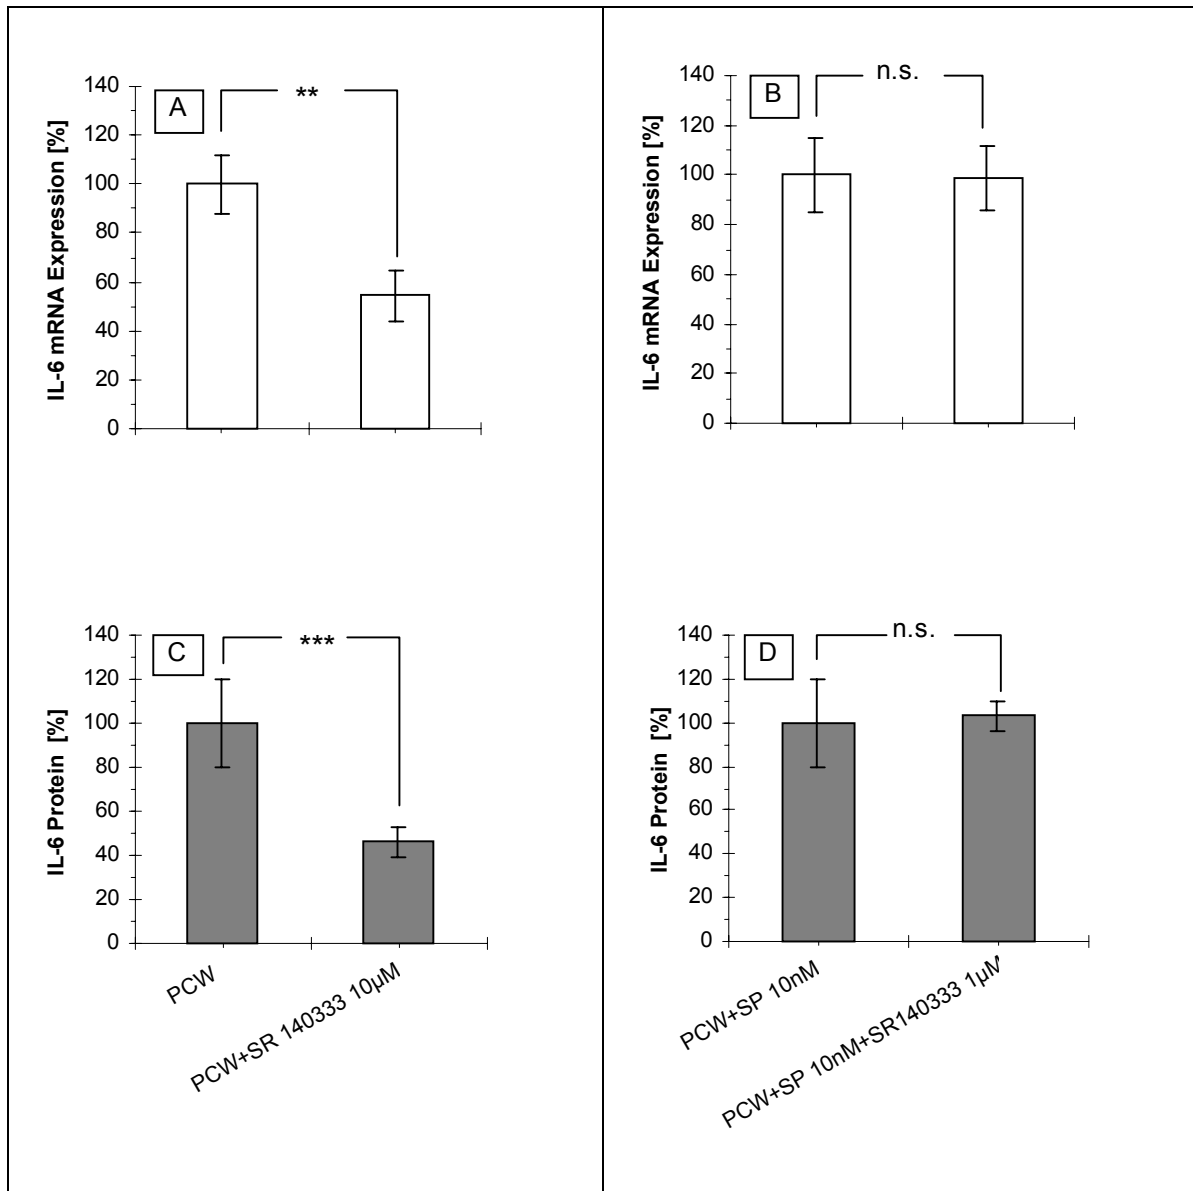 A
**
IL-6 mRNA Expression [%]
140
120
100
80
60
40
20
0
B
n.s.
IL-6 mRNA Expression [%]
140
120
100
80
60
40
20
0
C
***
IL-6 Protein [%]
140
120
100
80
60
40
20
0
PCW
PCW+SR 140333 10µM
D
n.s.
IL-6 Protein [%]
140
120
100
80
60
40
20
0
PCW+SP 10nM
PCW+SP 10nM+SR140333 1µM